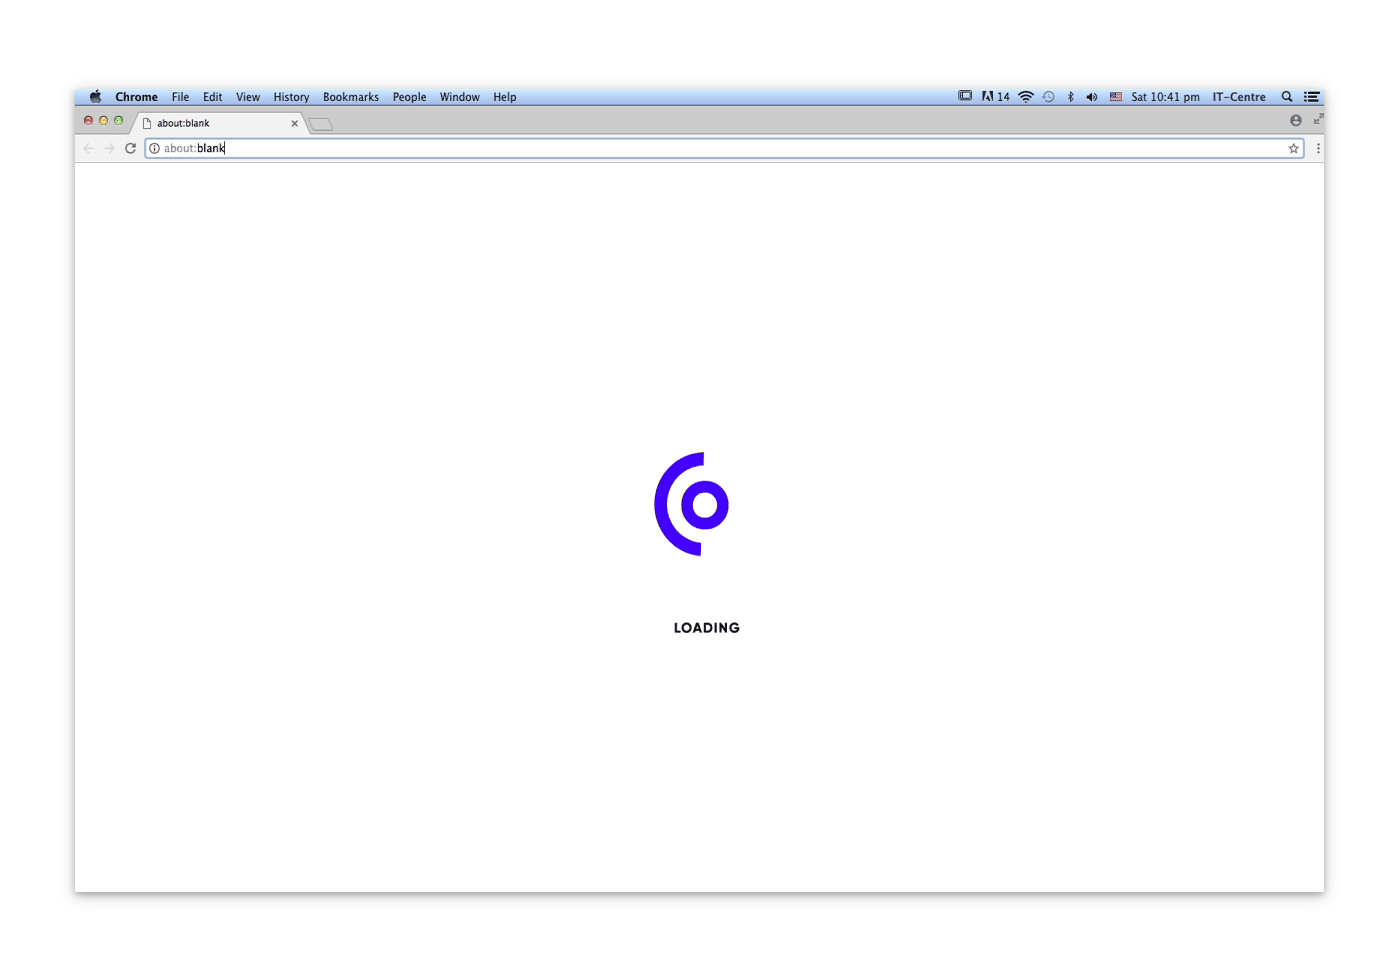 Chrome File Edit View History Bookmarks People Window Help 14 Sat 10:41 pm IT-Centre
about:blank
about:blank
LOADING